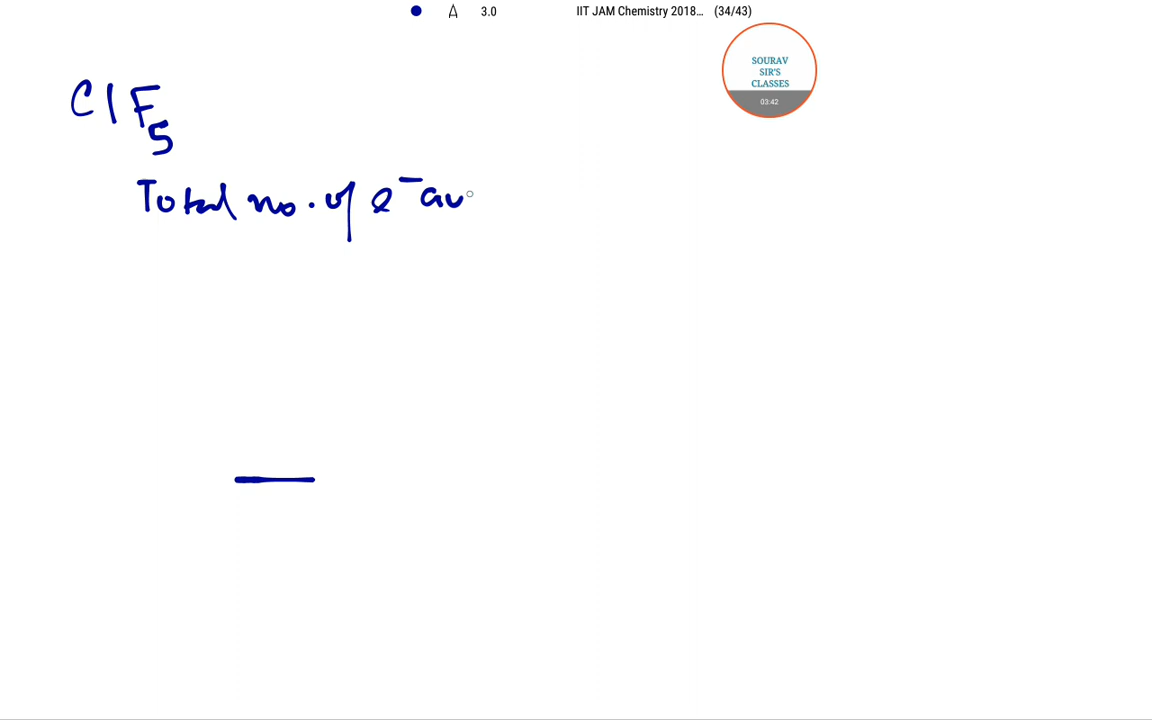 3.0 IIT JAM Chemistry 2018... (34/43)
SOURAV
SIR'S
CLASSES
03:42
ClF5
Total no. of e⁻ av